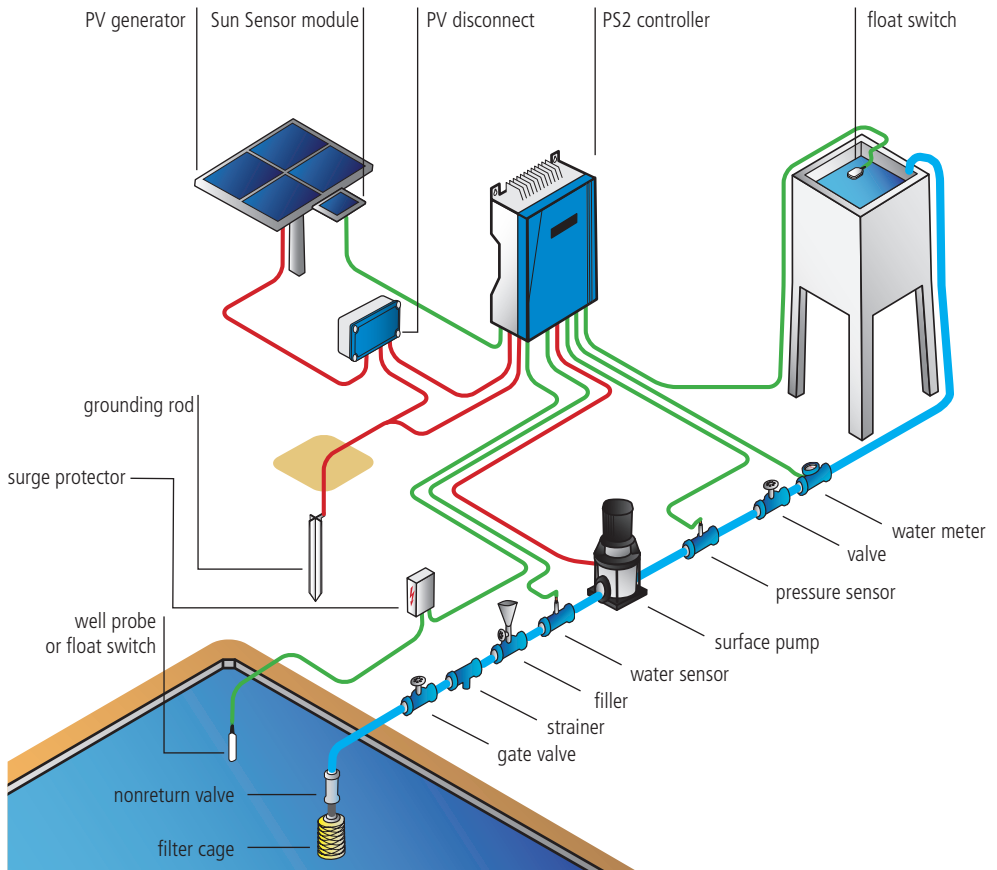 PV generator
Sun Sensor module
PV disconnect
PS2 controller
float switch
grounding rod
surge protector
well probe
or float switch
nonreturn valve
filter cage
gate valve
strainer
filler
water sensor
surface pump
pressure sensor
valve
water meter